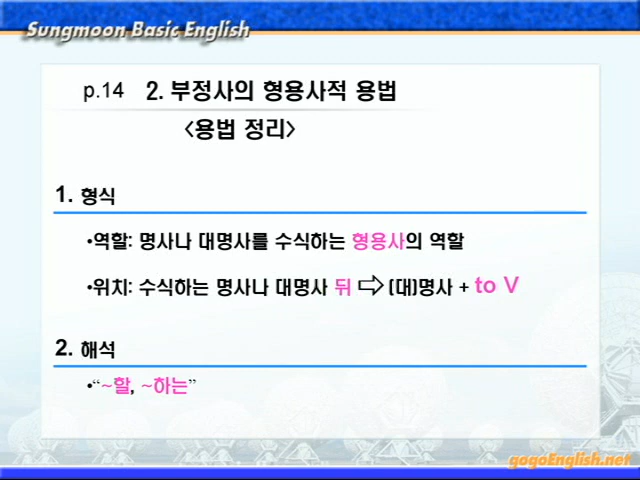 Sungmoon Basic English
p.14 2. 부정사의 형용사적 용법
<용법 정리>
1. 형식
•역할: 명사나 대명사를 수식하는 형용사의 역할
•위치: 수식하는 명사나 대명사 뒤 ⇨ (대)명사 + to V
2. 해석
•“~할, ~하는”
gogoEnglish.net